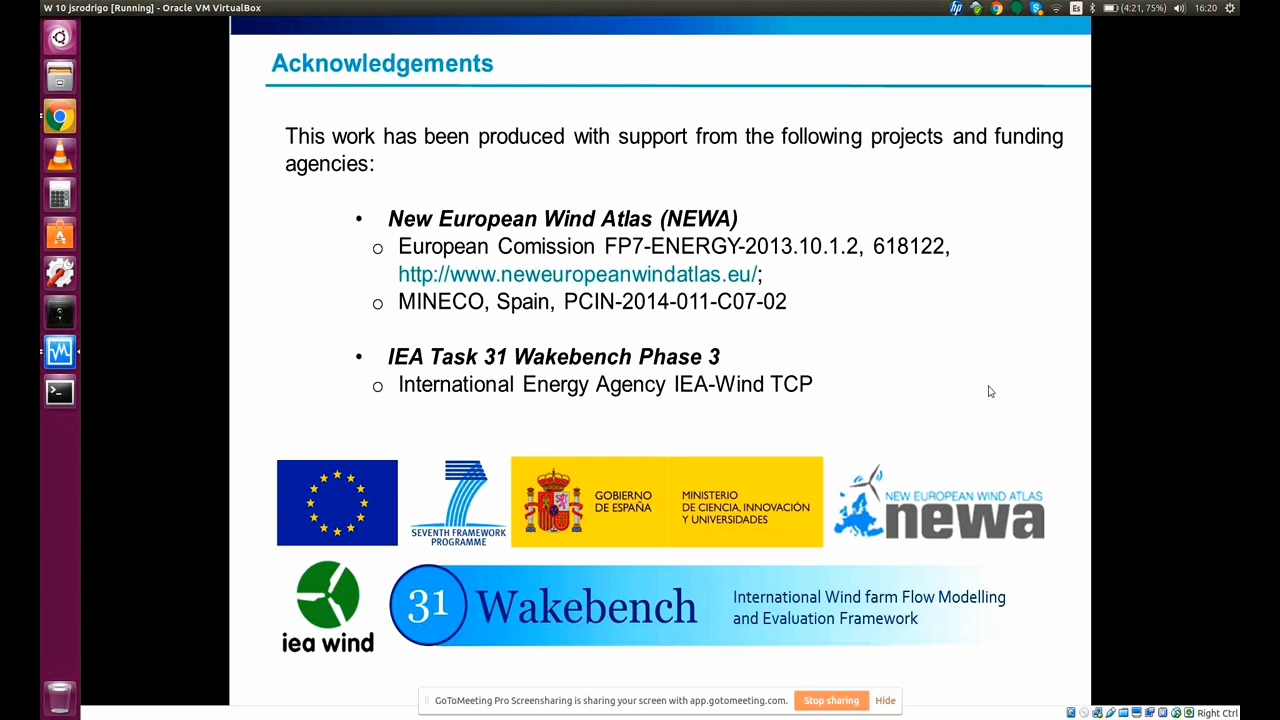 W 10 jsrodrigo [Running] - Oracle VM VirtualBox
Es
(4:21, 75%)
16:20
Acknowledgements
This work has been produced with support from the following projects and funding
agencies:
• New European Wind Atlas (NEWA)
o European Comission FP7-ENERGY-2013.10.1.2, 618122,
http://www.neweuropeanwindatlas.eu/;
o MINECO, Spain, PCIN-2014-011-C07-02
• IEA Task 31 Wakebench Phase 3
o International Energy Agency IEA-Wind TCP
7
SEVENTH FRAMEWORK
PROGRAMME
GOBIERNO
DE ESPAÑA
MINISTERIO
DE CIENCIA, INNOVACIÓN
Y UNIVERSIDADES
NEW EUROPEAN WIND ATLAS
newa
iea wind
31 Wakebench
International Wind farm Flow Modelling
and Evaluation Framework
GoToMeeting Pro Screensharing is sharing your screen with app.gotomeeting.com.
Stop sharing
Hide
Right Ctrl